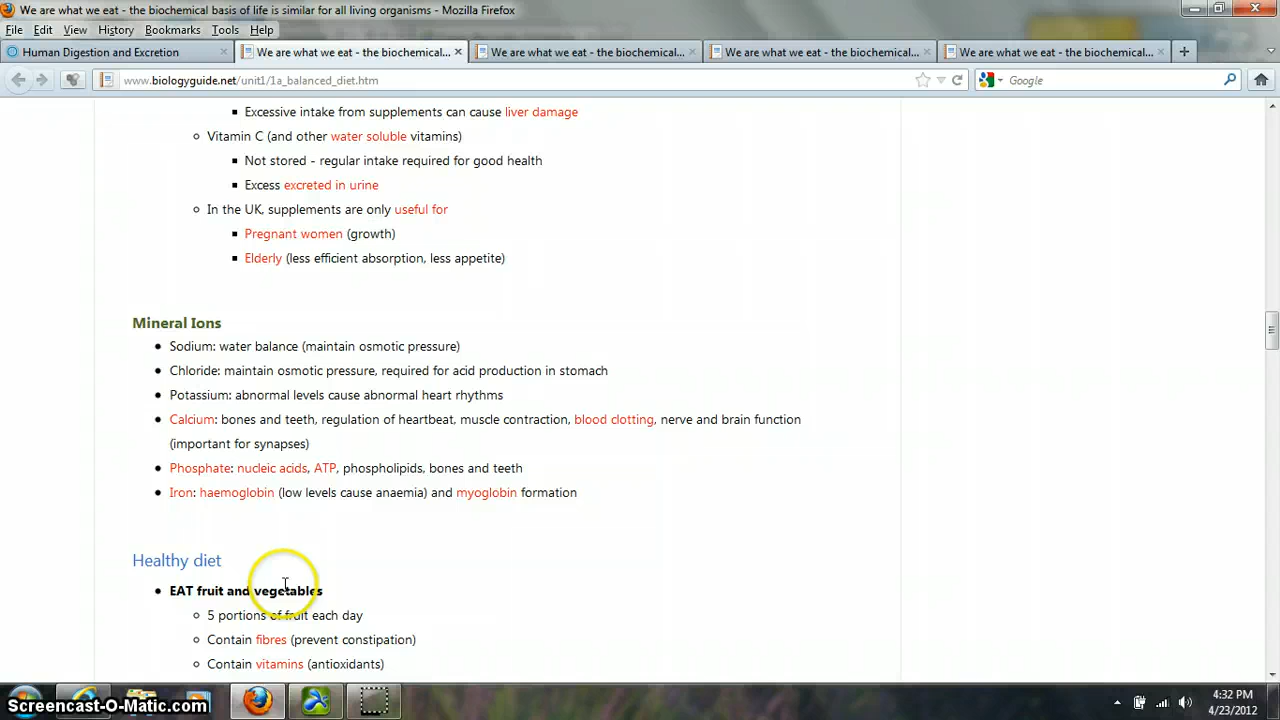 We are what we eat - the biochemical basis of life is similar for all living organisms - Mozilla Firefox
File Edit View History Bookmarks Tools Help
Human Digestion and Excretion × We are what we eat - the biochemical... × We are what we eat - the biochemical... × We are what we eat - the biochemical... × We are what we eat - the biochemical... × +
www.biologyguide.net/unit1/1a_balanced_diet.htm Google
Excessive intake from supplements can cause liver damage
Vitamin C (and other water soluble vitamins)
Not stored - regular intake required for good health
Excess excreted in urine
In the UK, supplements are only useful for
Pregnant women (growth)
Elderly (less efficient absorption, less appetite)
Mineral Ions
Sodium: water balance (maintain osmotic pressure)
Chloride: maintain osmotic pressure, required for acid production in stomach
Potassium: abnormal levels cause abnormal heart rhythms
Calcium: bones and teeth, regulation of heartbeat, muscle contraction, blood clotting, nerve and brain function
(important for synapses)
Phosphate: nucleic acids, ATP, phospholipids, bones and teeth
Iron: haemoglobin (low levels cause anaemia) and myoglobin formation
Healthy diet
EAT fruit and vegetables
5 portions of fruit each day
Contain fibres (prevent constipation)
Contain vitamins (antioxidants)
4:32 PM
4/23/2012
Screencast-O-Matic.com